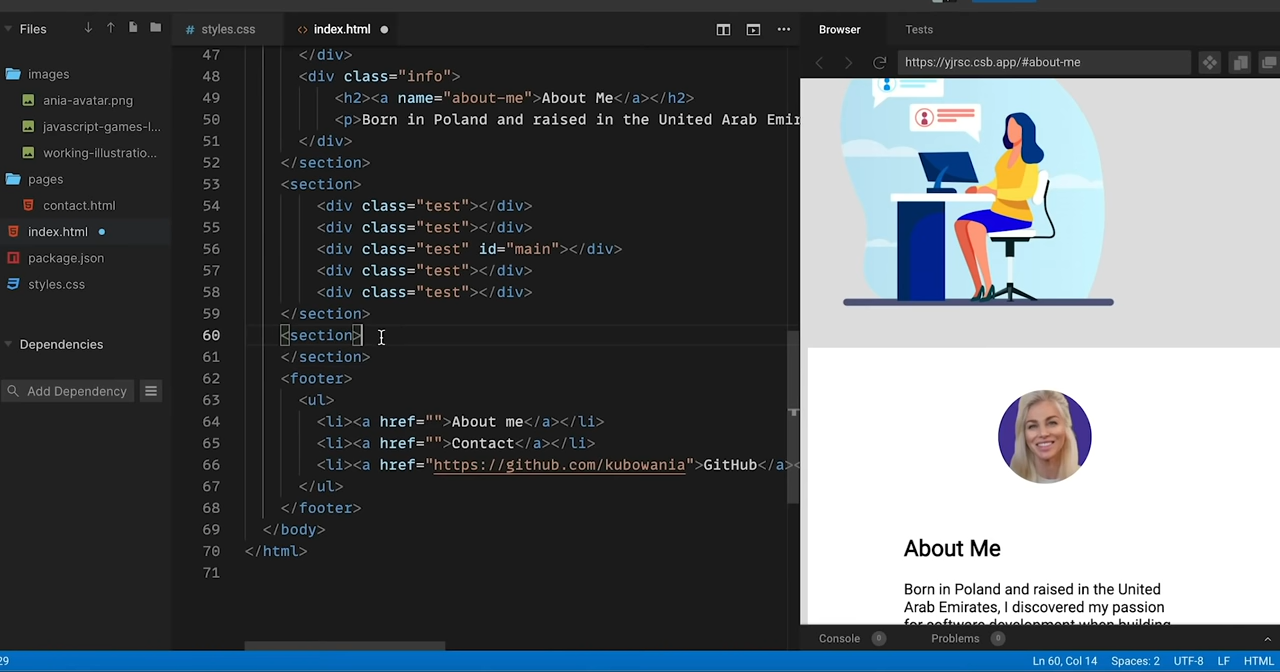 Files
styles.css
index.html
Browser
Tests
https://yjrsc.csb.app/#about-me
images
ania-avatar.png
javascript-games-l...
working-illustratio...
pages
contact.html
index.html
package.json
styles.css
Dependencies
Add Dependency
47 </div>
48 <div class="info">
49 <h2><a name="about-me">About Me</a></h2>
50 <p>Born in Poland and raised in the United Arab Emir
51 </div>
52 </section>
53 <section>
54 <div class="test"></div>
55 <div class="test"></div>
56 <div class="test" id="main"></div>
57 <div class="test"></div>
58 <div class="test"></div>
59 </section>
60 <section>
61 </section>
62 <footer>
63 <ul>
64 <li><a href="">About me</a></li>
65 <li><a href="">Contact</a></li>
66 <li><a href="https://github.com/kubowania">GitHub</a><
67 </ul>
68 </footer>
69 </body>
70 </html>
71
About Me
Born in Poland and raised in the United
Arab Emirates, I discovered my passion
for software development when building
Console 0 Problems 0
29 Ln 60, Col 14 Spaces: 2 UTF-8 LF HTML